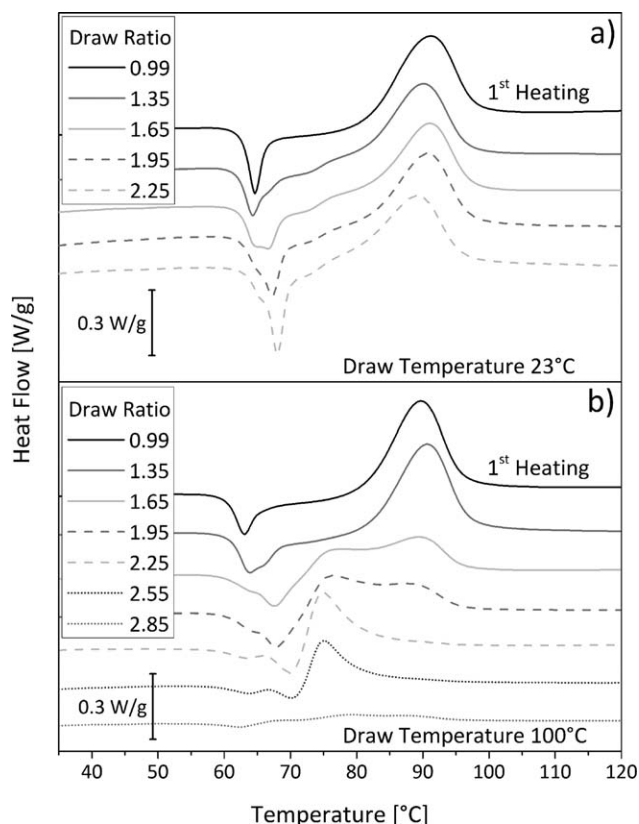 Draw Ratio
0.99
1.35
1.65
1.95
2.25
a)
1st Heating
0.3 W/g
Draw Temperature 23°C
Heat Flow [W/g]
Draw Ratio
0.99
1.35
1.65
1.95
2.25
2.55
2.85
b)
1st Heating
0.3 W/g
Draw Temperature 100°C
40 50 60 70 80 90 100 110 120
Temperature [°C]